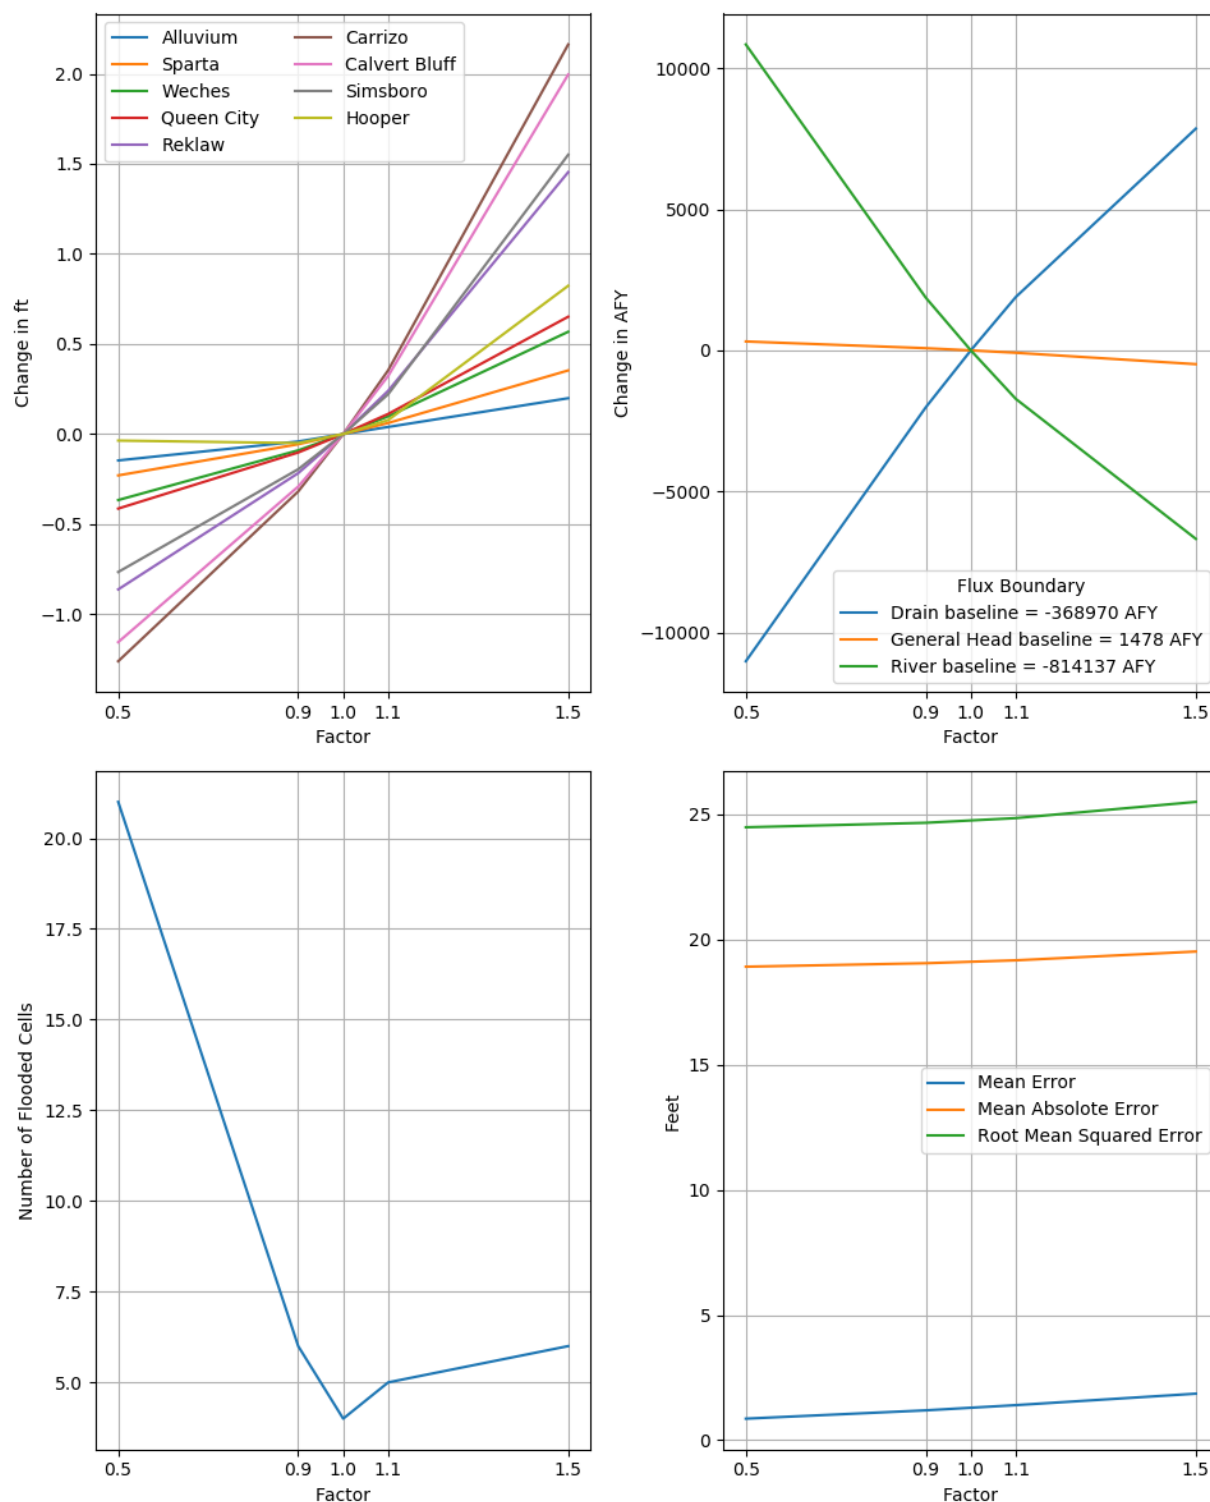 Alluvium
Sparta
Weches
Queen City
Reklaw
Carrizo
Calvert Bluff
Simsboro
Hooper
2.0
1.5
1.0
0.5
0.0
−0.5
−1.0
Change in ft
0.5 0.9 1.0 1.1 1.5
Factor
10000
5000
0
−5000
−10000
Change in AFY
Flux Boundary
Drain baseline = -368970 AFY
General Head baseline = 1478 AFY
River baseline = -814137 AFY
0.5 0.9 1.0 1.1 1.5
Factor
20.0
17.5
15.0
12.5
10.0
7.5
5.0
Number of Flooded Cells
0.5 0.9 1.0 1.1 1.5
Factor
25
20
15
10
5
0
Feet
Mean Error
Mean Absolute Error
Root Mean Squared Error
0.5 0.9 1.0 1.1 1.5
Factor